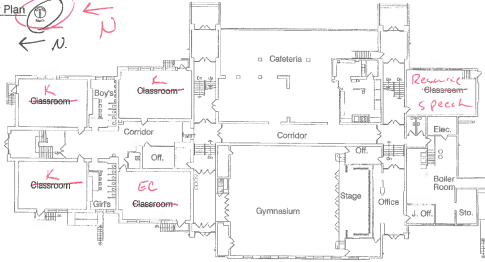 Plan
N
← N.
Cafeteria
K
Classroom
Boy's
K
Classroom
Resource
Classroom
Speech
Corridor
Corridor
Elec.
Off.
Off.
K
Classroom
EC
Classroom
Girl's
Gymnasium
Stage
Office
Boiler
Room
J. Off.
Sto.